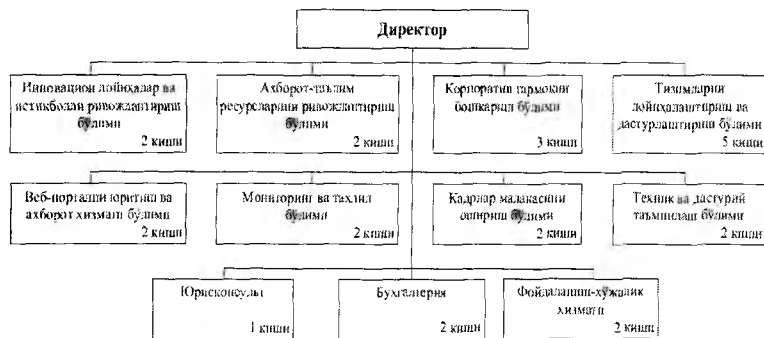 Директор
Инновацион лойиҳалар ва
истиқболли ривожлантириш
бўлими
2 киши
Ахборот-таълим
ресурсларини ривожлантириш
бўлими
2 киши
Корпоратив тармоқни
бошқариш бўлими
3 киши
Тизимларни
лойиҳалаштириш ва
дастурлаштириш бўлими
5 киши
Веб-портални юритиш ва
ахборот хизмати бўлими
2 киши
Мониторинг ва таҳлил
бўлими
2 киши
Кадрлар малакасини
ошириш бўлими
2 киши
Техник ва дастурий
таъминлаш бўлими
2 киши
Юрисконсульт
1 киши
Бухгалтерия
2 киши
Фойдаланиш-хўжалик
хизмати
2 киши